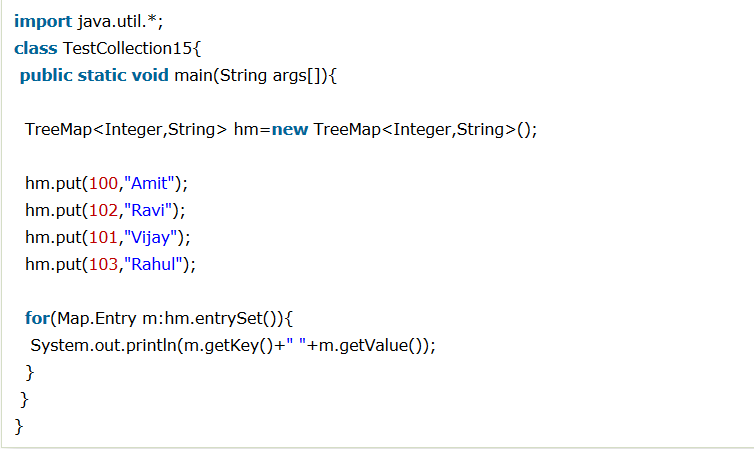 import java.util.*;
class TestCollection15{
public static void main(String args[]){
TreeMap<Integer,String> hm=new TreeMap<Integer,String>();
hm.put(100,"Amit");
hm.put(102,"Ravi");
hm.put(101,"Vijay");
hm.put(103,"Rahul");
for(Map.Entry m:hm.entrySet()){
System.out.println(m.getKey()+" "+m.getValue());
}
}
}